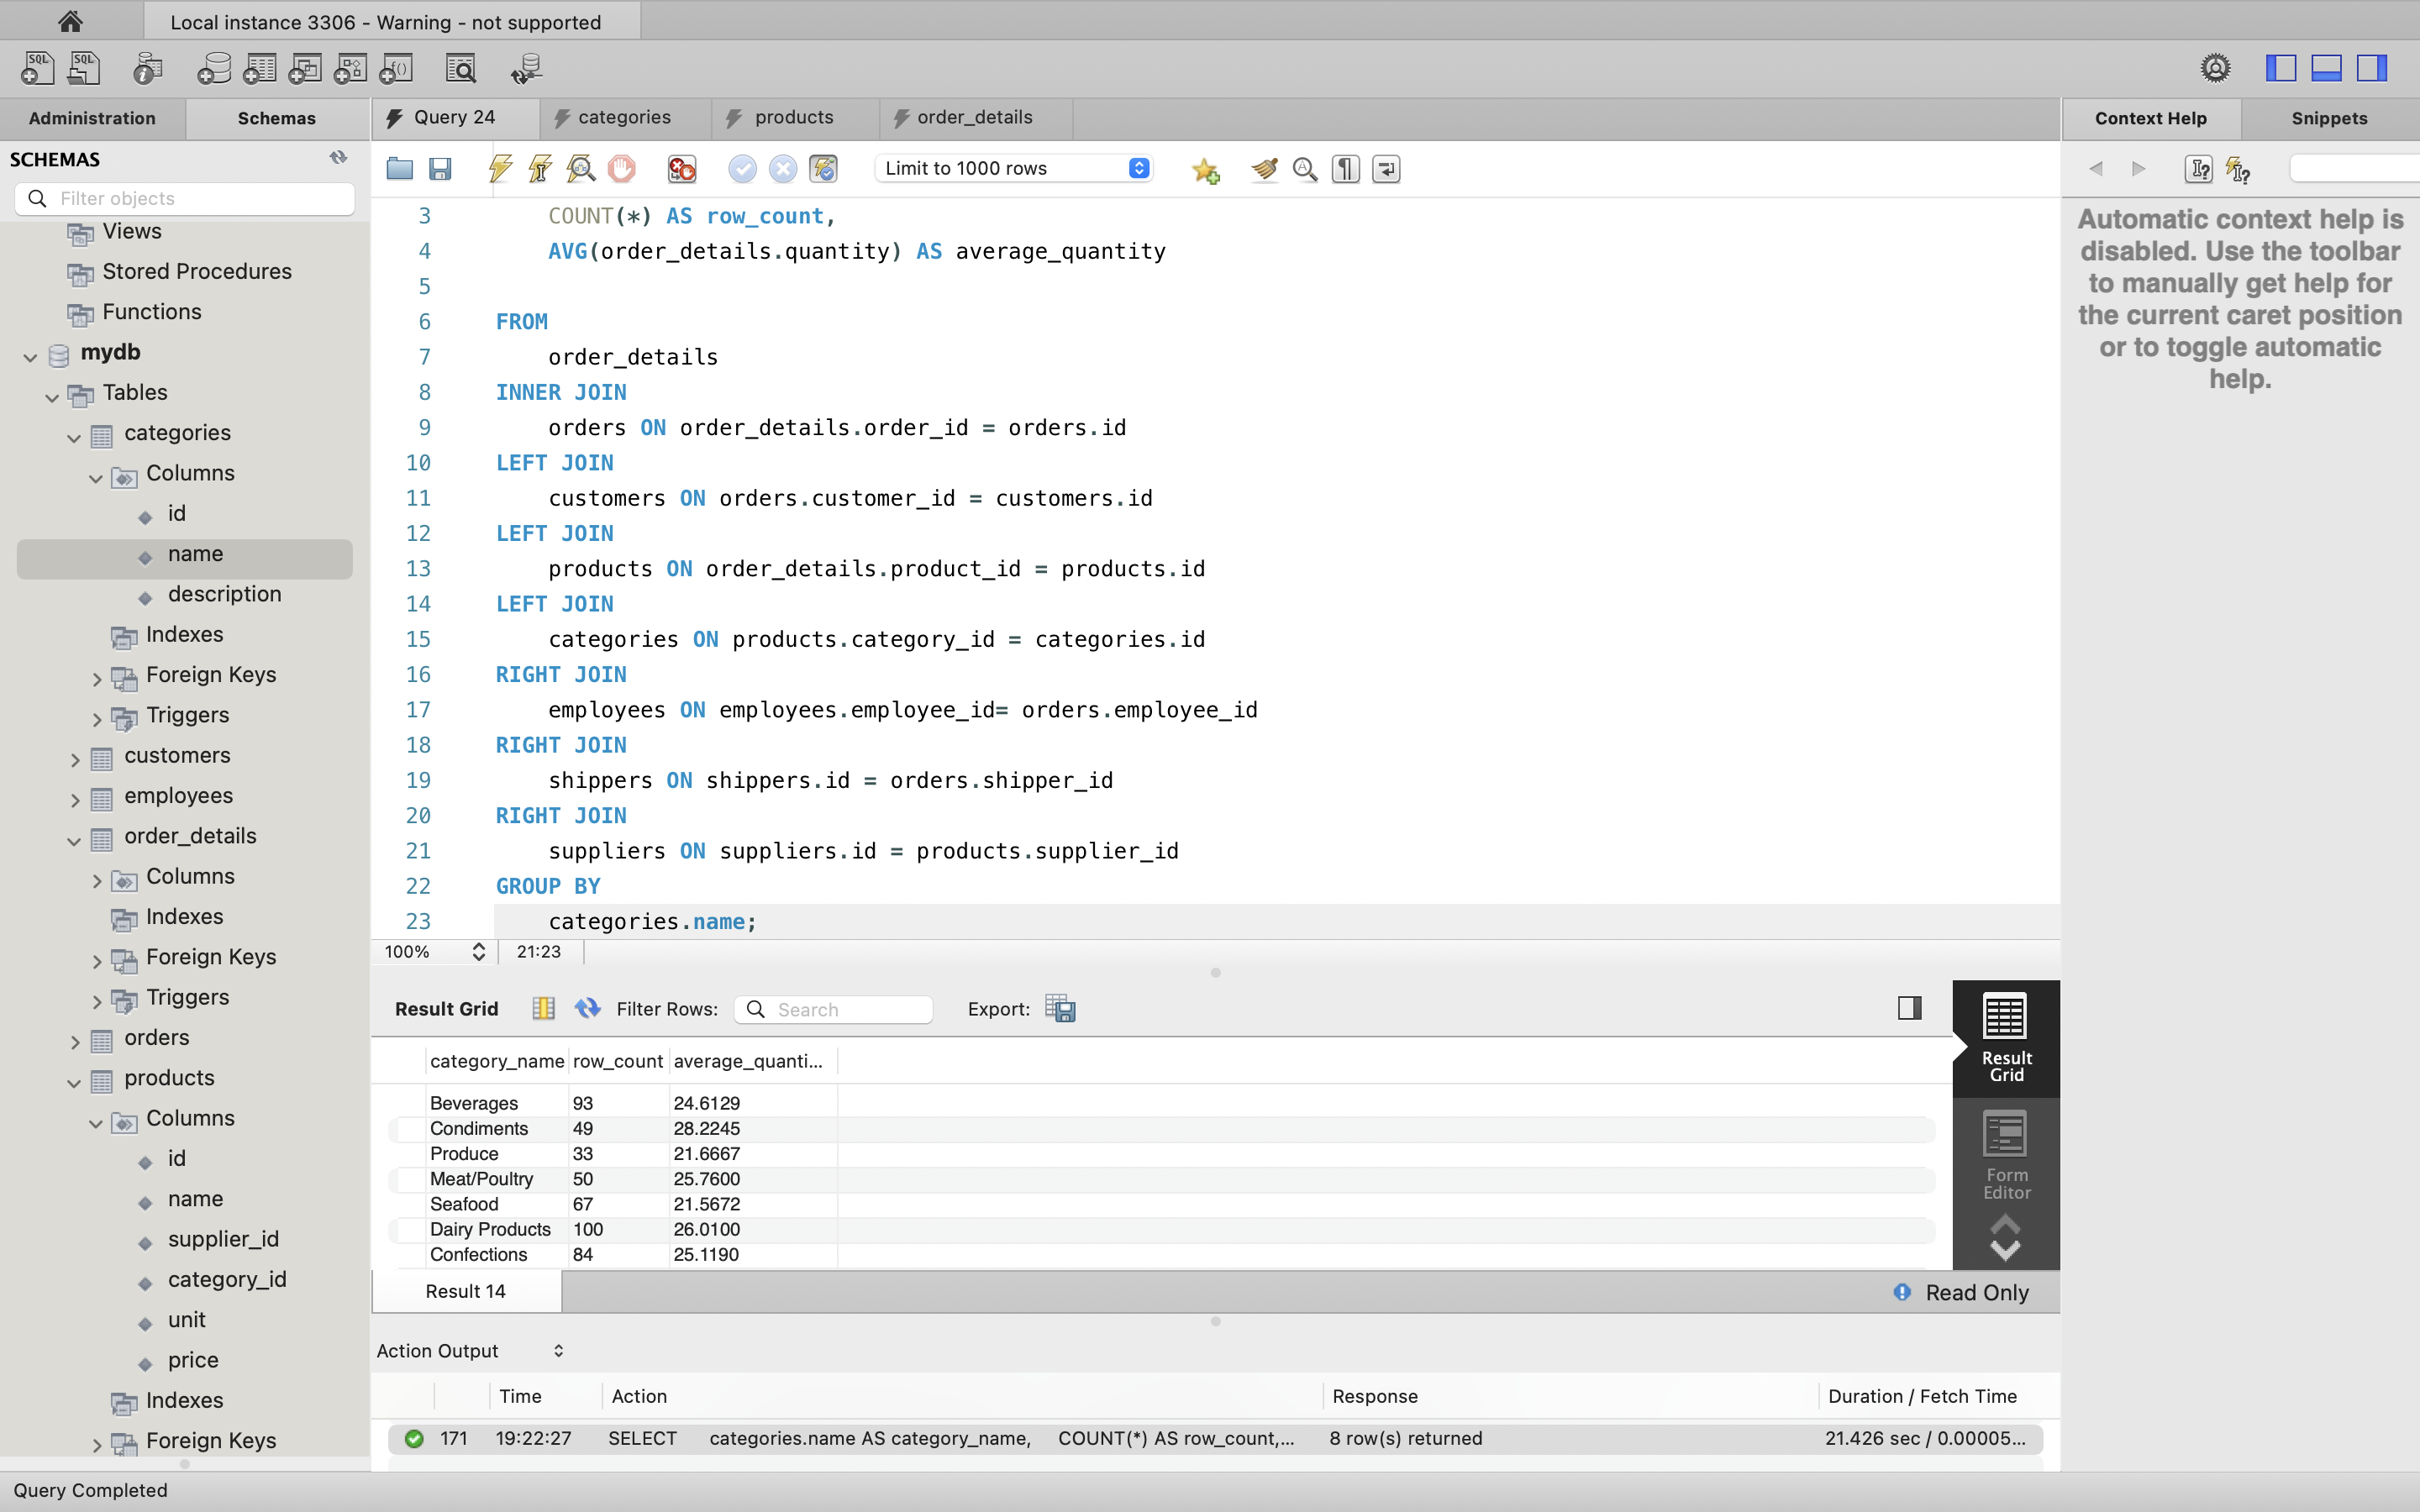 Local instance 3306 - Warning - not supported
Administration
Schemas
SCHEMAS
Filter objects
Views
Stored Procedures
Functions
mydb
Tables
categories
Columns
id
name
description
Indexes
Foreign Keys
Triggers
customers
employees
order_details
Columns
Indexes
Foreign Keys
Triggers
orders
products
Columns
id
name
supplier_id
category_id
unit
price
Indexes
Foreign Keys
Query 24
categories
products
order_details
Limit to 1000 rows
3 COUNT(*) AS row_count,
4 AVG(order_details.quantity) AS average_quantity
5
6 FROM
7 order_details
8 INNER JOIN
9 orders ON order_details.order_id = orders.id
10 LEFT JOIN
11 customers ON orders.customer_id = customers.id
12 LEFT JOIN
13 products ON order_details.product_id = products.id
14 LEFT JOIN
15 categories ON products.category_id = categories.id
16 RIGHT JOIN
17 employees ON employees.employee_id= orders.employee_id
18 RIGHT JOIN
19 shippers ON shippers.id = orders.shipper_id
20 RIGHT JOIN
21 suppliers ON suppliers.id = products.supplier_id
22 GROUP BY
23 categories.name;
100% 21:23
Result Grid Filter Rows: Search Export:
category_name row_count average_quanti...
Beverages 93 24.6129
Condiments 49 28.2245
Produce 33 21.6667
Meat/Poultry 50 25.7600
Seafood 67 21.5672
Dairy Products 100 26.0100
Confections 84 25.1190
Result
Grid
Form
Editor
Result 14
Read Only
Action Output
Time Action Response Duration / Fetch Time
171 19:22:27 SELECT categories.name AS category_name, COUNT(*) AS row_count,... 8 row(s) returned 21.426 sec / 0.00005...
Context Help
Snippets
Automatic context help is
disabled. Use the toolbar
to manually get help for
the current caret position
or to toggle automatic
help.
Query Completed